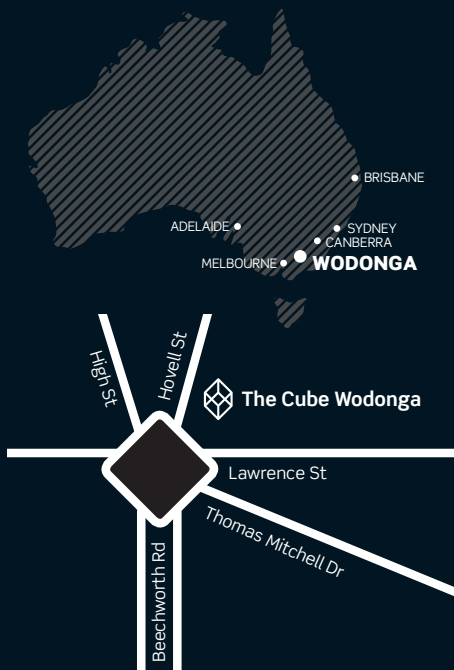 BRISBANE
ADELAIDE
SYDNEY
CANBERRA
MELBOURNE
WODONGA
High St
Hovell St
The Cube Wodonga
Lawrence St
Thomas Mitchell Dr
Beechworth Rd